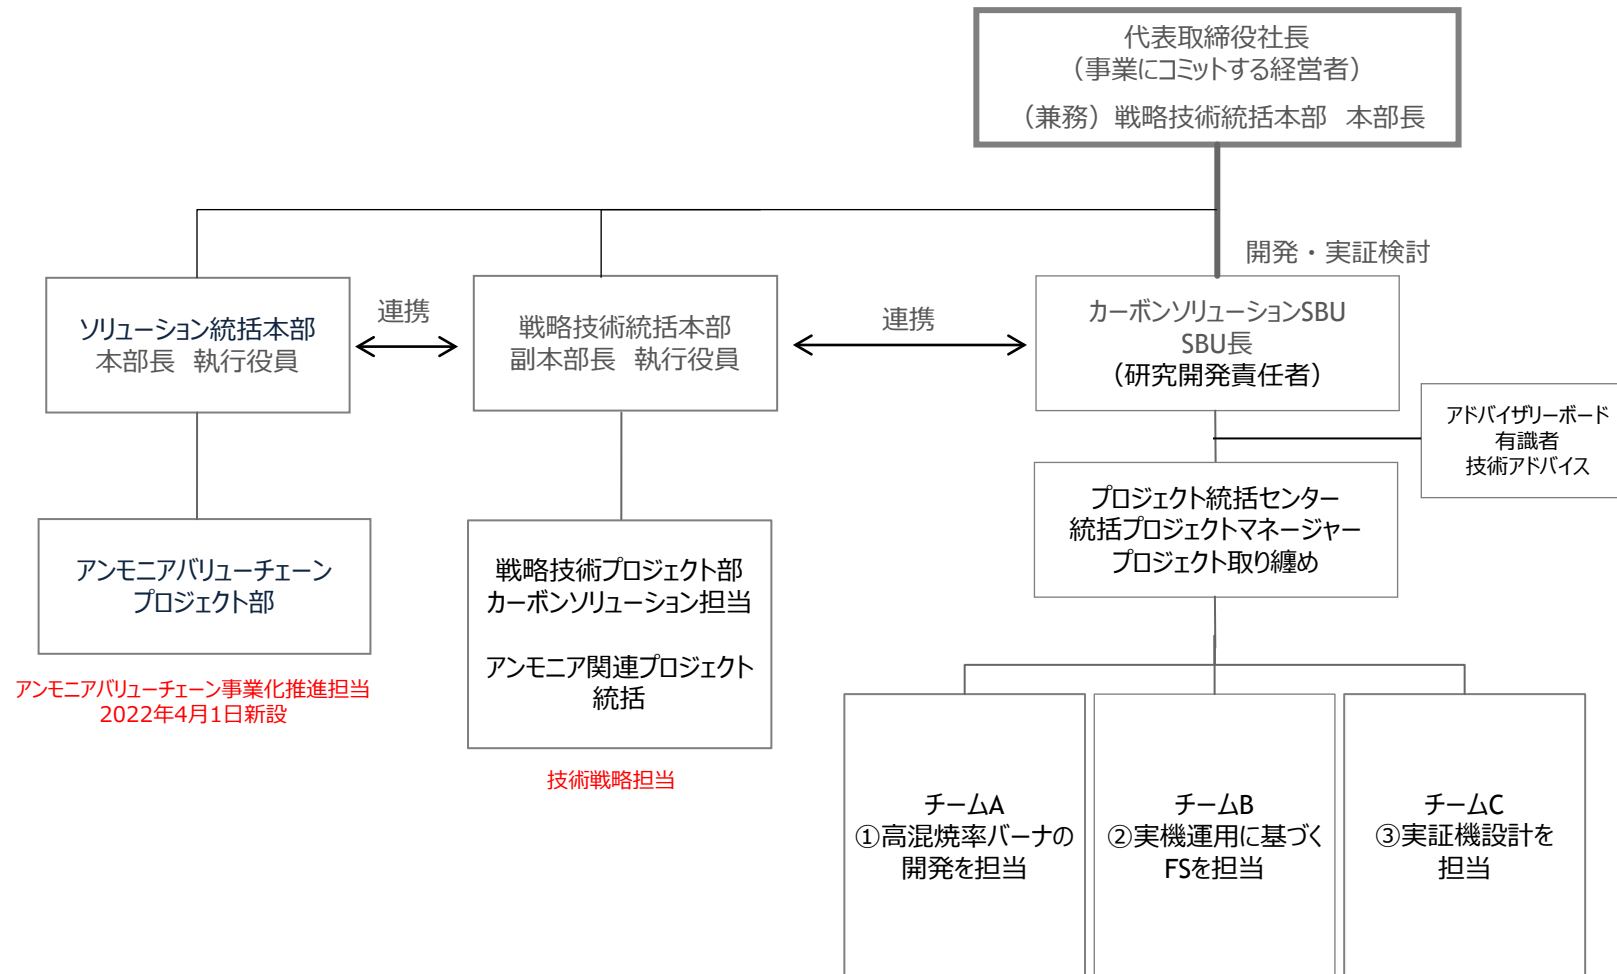 代表取締役社長
（事業にコミットする経営者）
（兼務）戦略技術統括本部　本部長
開発・実証検討
ソリューション統括本部
本部長　執行役員
連携
戦略技術統括本部
副本部長　執行役員
連携
カーボンソリューションSBU
SBU長
（研究開発責任者）
アドバイザリーボード
有識者
技術アドバイス
プロジェクト統括センター
統括プロジェクトマネージャー
プロジェクト取り纏め
アンモニアバリューチェーン
プロジェクト部
アンモニアバリューチェーン事業化推進担当
2022年4月1日新設
戦略技術プロジェクト部
カーボンソリューション担当
アンモニア関連プロジェクト
統括
技術戦略担当
チームA
①高混焼率バーナの
開発を担当
チームB
②実機運用に基づく
FSを担当
チームC
③実証機設計を
担当